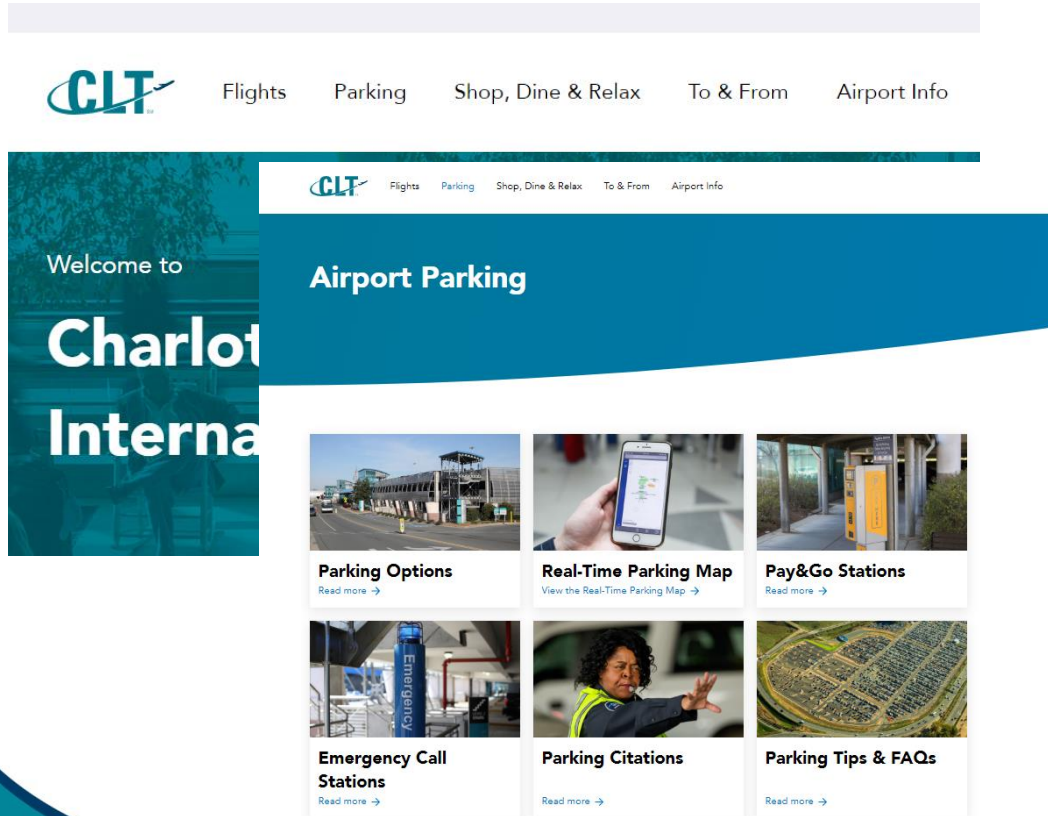 CLT
Flights Parking Shop, Dine & Relax To & From Airport Info
CLT
Flights Parking Shop, Dine & Relax To & From Airport Info
Welcome to
Charlot
Interna
Airport Parking
Parking Options
Read more →
Real-Time Parking Map
View the Real-Time Parking Map →
Pay&Go Stations
Read more →
Emergency
Emergency Call
Stations
Read more →
Parking Citations
Read more →
Parking Tips & FAQs
Read more →